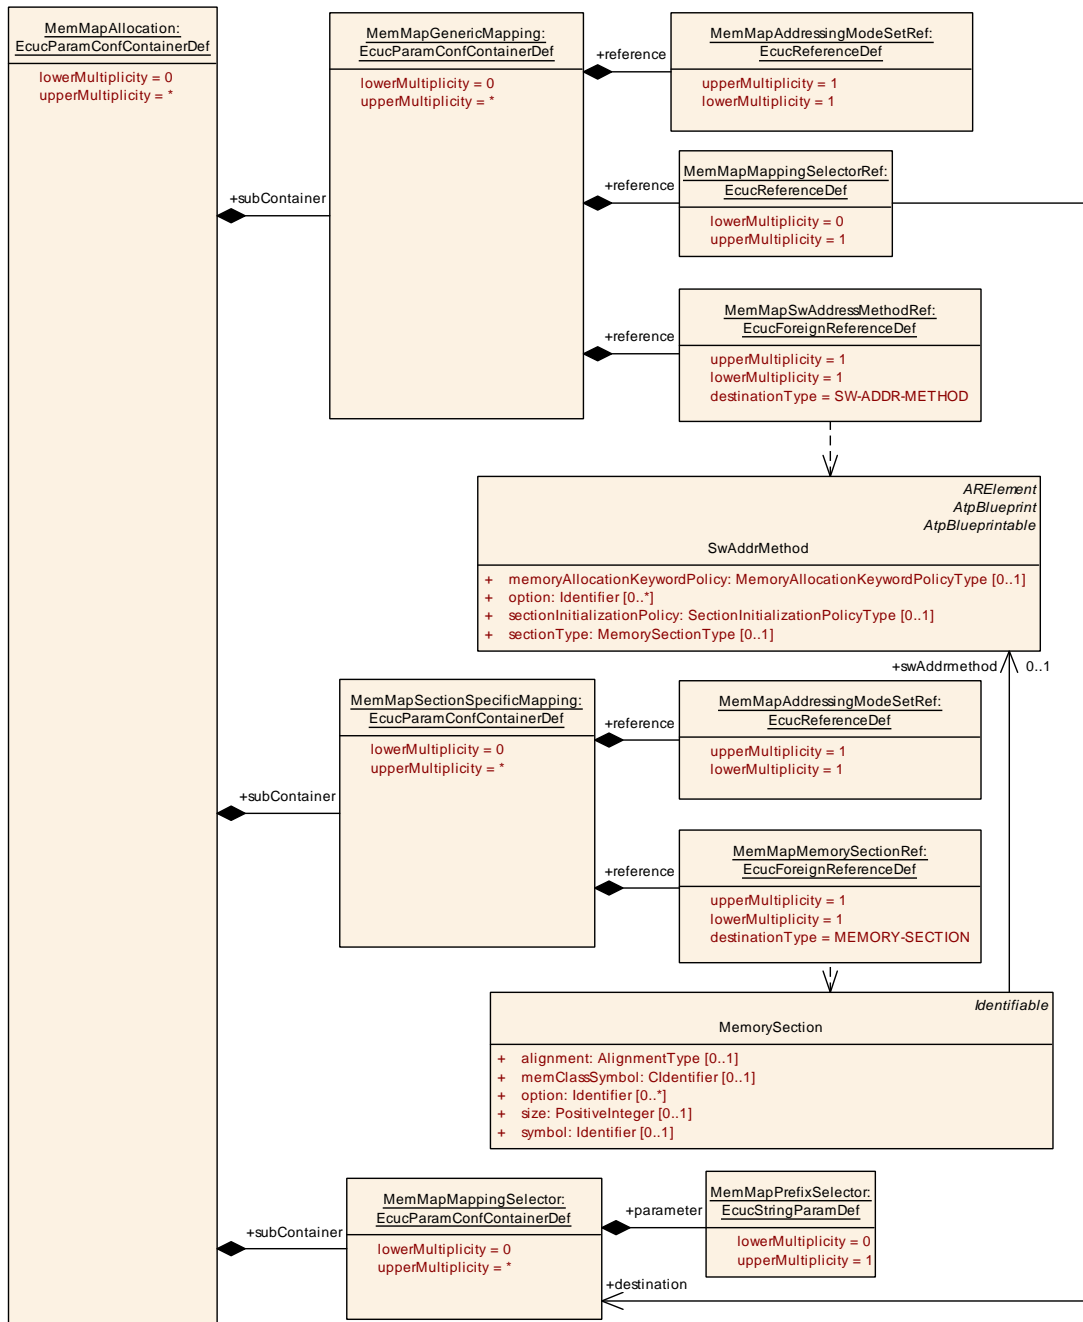 MemMapAllocation:
EcucParamConfContainerDef
lowerMultiplicity = 0
upperMultiplicity = *
+subContainer
MemMapGenericMapping:
EcucParamConfContainerDef
lowerMultiplicity = 0
upperMultiplicity = *
+reference
MemMapAddressingModeSetRef:
EcucReferenceDef
upperMultiplicity = 1
lowerMultiplicity = 1
+reference
MemMapMappingSelectorRef:
EcucReferenceDef
lowerMultiplicity = 0
upperMultiplicity = 1
+reference
MemMapSwAddressMethodRef:
EcucForeignReferenceDef
upperMultiplicity = 1
lowerMultiplicity = 1
destinationType = SW-ADDR-METHOD
ARElement
AtpBlueprint
AtpBlueprintable
SwAddrMethod
+ memoryAllocationKeywordPolicy: MemoryAllocationKeywordPolicyType [0..1]
+ option: Identifier [0..*]
+ sectionInitializationPolicy: SectionInitializationPolicyType [0..1]
+ sectionType: MemorySectionType [0..1]
+swAddrmethod 0..1
+subContainer
MemMapSectionSpecificMapping:
EcucParamConfContainerDef
lowerMultiplicity = 0
upperMultiplicity = *
+reference
MemMapAddressingModeSetRef:
EcucReferenceDef
upperMultiplicity = 1
lowerMultiplicity = 1
+reference
MemMapMemorySectionRef:
EcucForeignReferenceDef
upperMultiplicity = 1
lowerMultiplicity = 1
destinationType = MEMORY-SECTION
Identifiable
MemorySection
+ alignment: AlignmentType [0..1]
+ memClassSymbol: CIdentifier [0..1]
+ option: Identifier [0..*]
+ size: PositiveInteger [0..1]
+ symbol: Identifier [0..1]
+subContainer
MemMapMappingSelector:
EcucParamConfContainerDef
lowerMultiplicity = 0
upperMultiplicity = *
+parameter
MemMapPrefixSelector:
EcucStringParamDef
lowerMultiplicity = 0
upperMultiplicity = 1
+destination